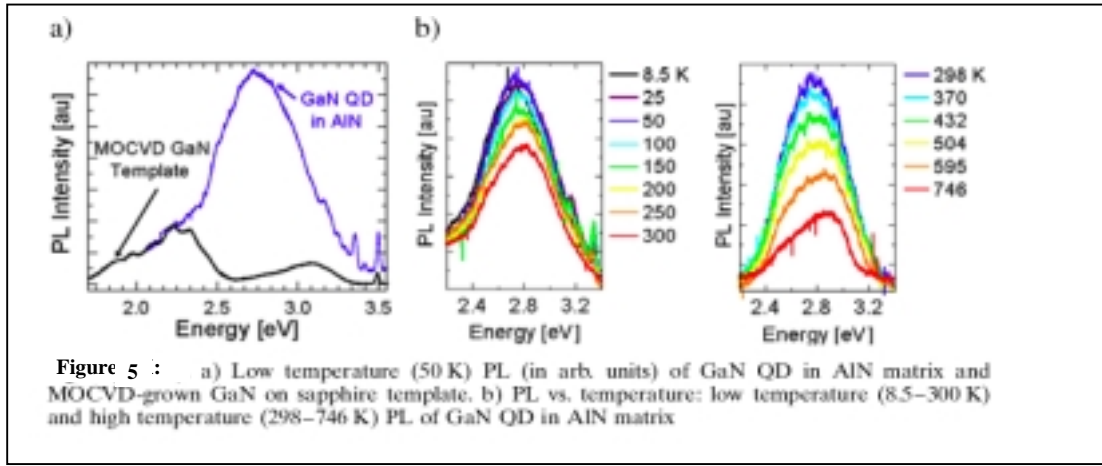 a)
b)
PL Intensity [au]
MOCVD GaN
Template
GaN QD
in AlN
2.0
2.5
3.0
3.5
Energy [eV]
PL Intensity [au]
8.5 K
25
50
100
150
200
250
300
2.4
2.8
3.2
Energy [eV]
PL Intensity [au]
298 K
370
432
504
595
746
2.4
2.8
3.2
Energy [eV]
Figure 5 : a) Low temperature (50 K) PL (in arb. units) of GaN QD in AlN matrix and
MOCVD-grown GaN on sapphire template. b) PL vs. temperature: low temperature (8.5–300 K)
and high temperature (298–746 K) PL of GaN QD in AlN matrix